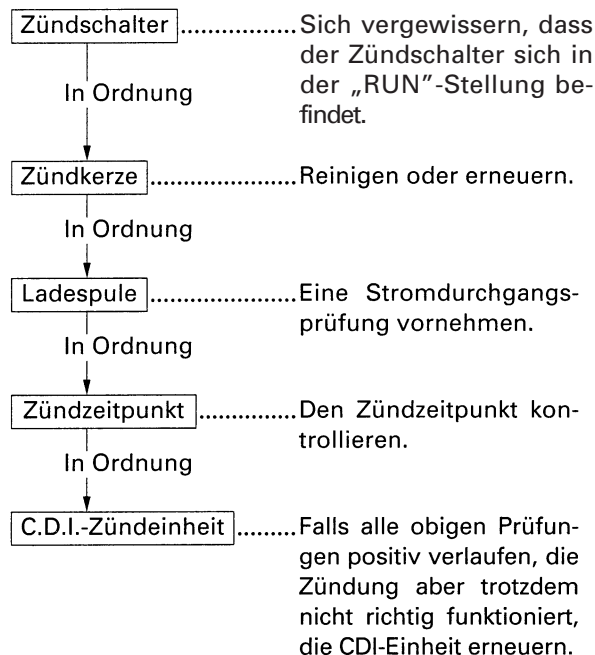 Zündschalter.................Sich vergewissern, dass
der Zündschalter sich in
In Ordnung
der „RUN"-Stellung be-
findet.
Zündkerze......................Reinigen oder erneuern.
In Ordnung
Ladespule......................Eine Stromdurchgangs-
prüfung vornehmen.
In Ordnung
Zündzeitpunkt...............Den Zündzeitpunkt kon-
trollieren.
In Ordnung
C.D.I.-Zündeinheit.........Falls alle obigen Prüfun-
gen positiv verlaufen, die
Zündung aber trotzdem
nicht richtig funktioniert,
die CDI-Einheit erneuern.